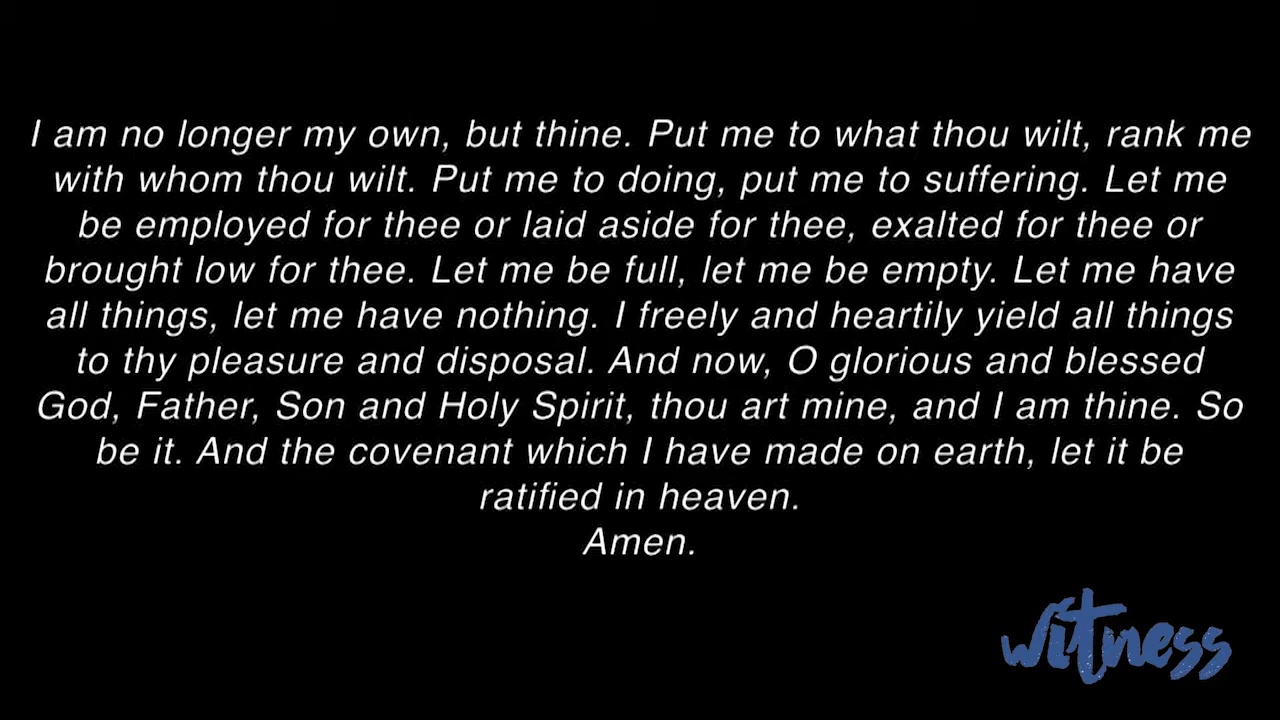 I am no longer my own, but thine. Put me to what thou wilt, rank me
with whom thou wilt. Put me to doing, put me to suffering. Let me
be employed for thee or laid aside for thee, exalted for thee or
brought low for thee. Let me be full, let me be empty. Let me have
all things, let me have nothing. I freely and heartily yield all things
to thy pleasure and disposal. And now, O glorious and blessed
God, Father, Son and Holy Spirit, thou art mine, and I am thine. So
be it. And the covenant which I have made on earth, let it be
ratified in heaven.
Amen.
witness